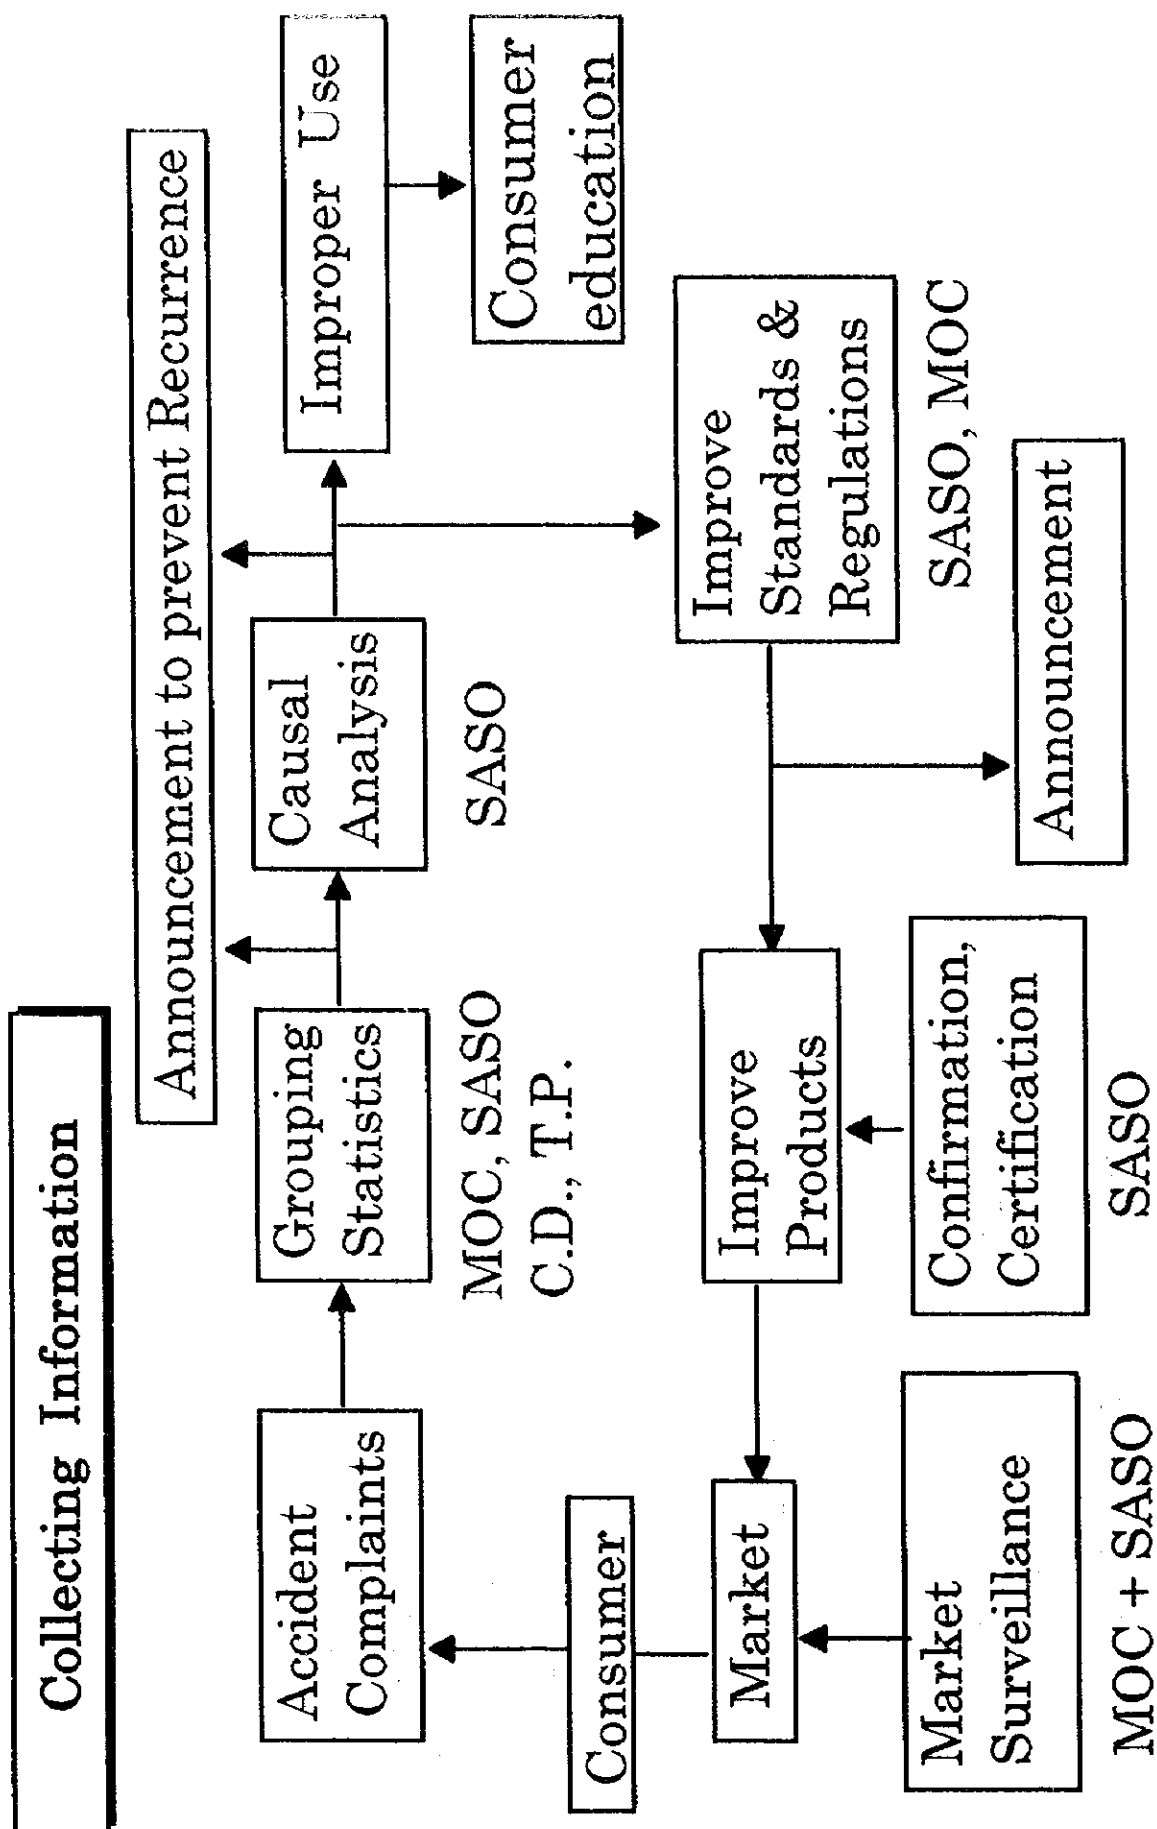 Collecting Information
Announcement to prevent Recurrence
Accident
Complaints
Grouping
Statistics
MOC, SASO
C.D., T.P.
Causal
Analysis
SASO
Improper Use
Consumer
education
Consumer
Market
Improve
Products
Improve
Standards &
Regulations
SASO, MOC
Market
Surveillance
MOC + SASO
Confirmation,
Certification
SASO
Announcement